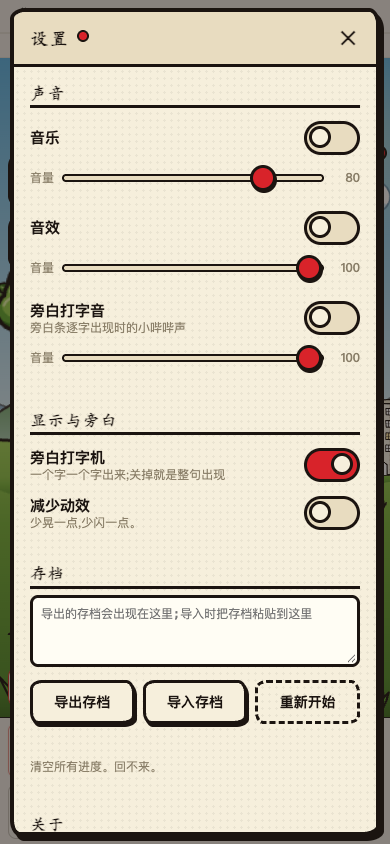 设置
声音
音乐
音量 80
音效
音量 100
旁白打字音
旁白条逐字出现时的小哔哔声
音量 100
显示与旁白
旁白打字机
一个字一个字出来;关掉就是整句出现
减少动效
少晃一点,少闪一点。
存档
导出的存档会出现在这里;导入时把存档粘贴到这里
导出存档 导入存档 重新开始
清空所有进度。回不来。
关于